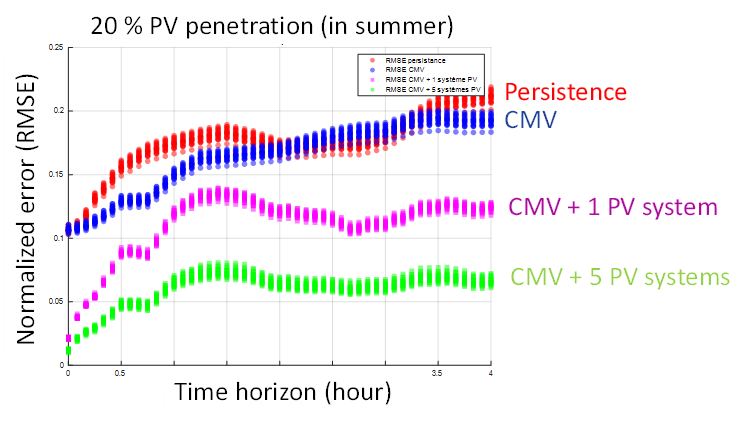 20 % PV penetration (in summer)
0.25
0.2
0.15
0.1
0.05
0
Normalized error (RMSE)
RMSE persistance
RMSE CMV
RMSE CMV + 1 système PV
RMSE CMV + 5 systèmes PV
Persistence
CMV
CMV + 1 PV system
CMV + 5 PV systems
0 0.5 3.5 4
Time horizon (hour)